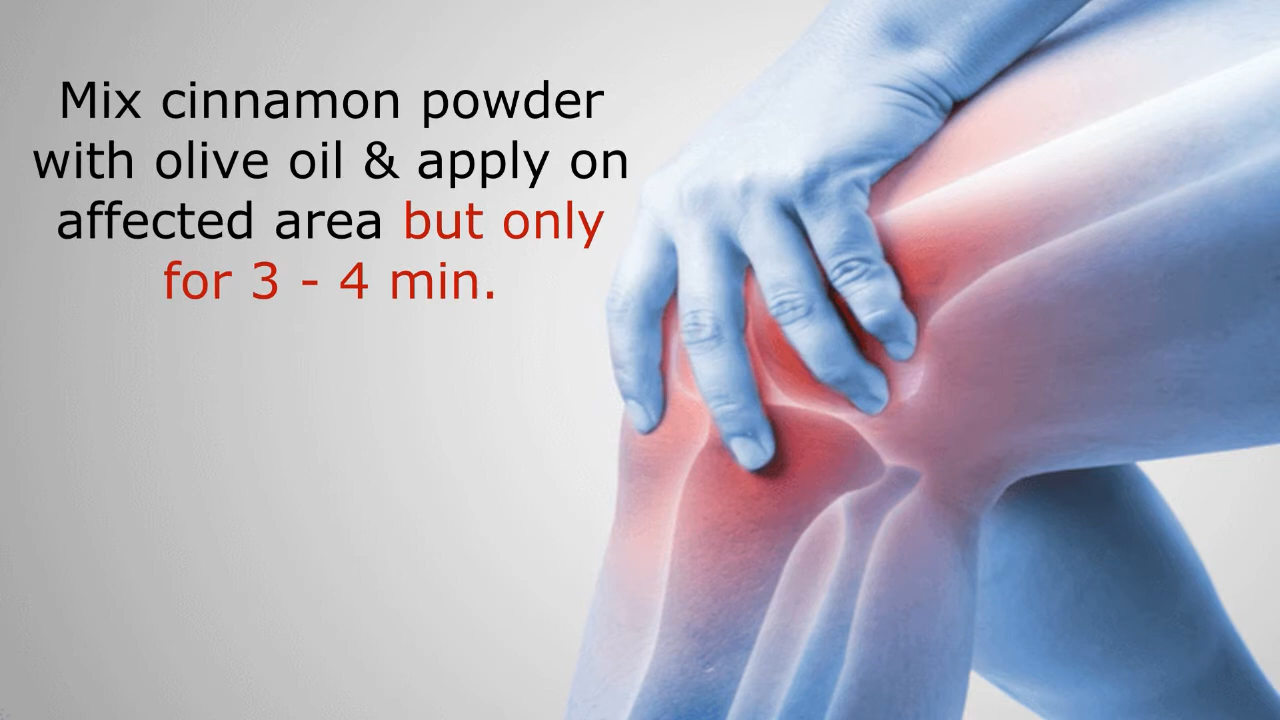 Mix cinnamon powder
with olive oil & apply on
affected area but only
for 3 - 4 min.